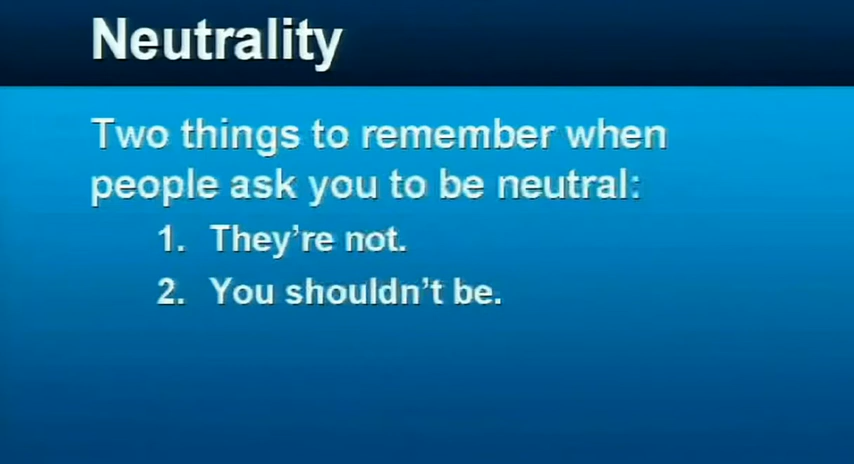 Neutrality
Two things to remember when
people ask you to be neutral:
1. They're not.
2. You shouldn't be.